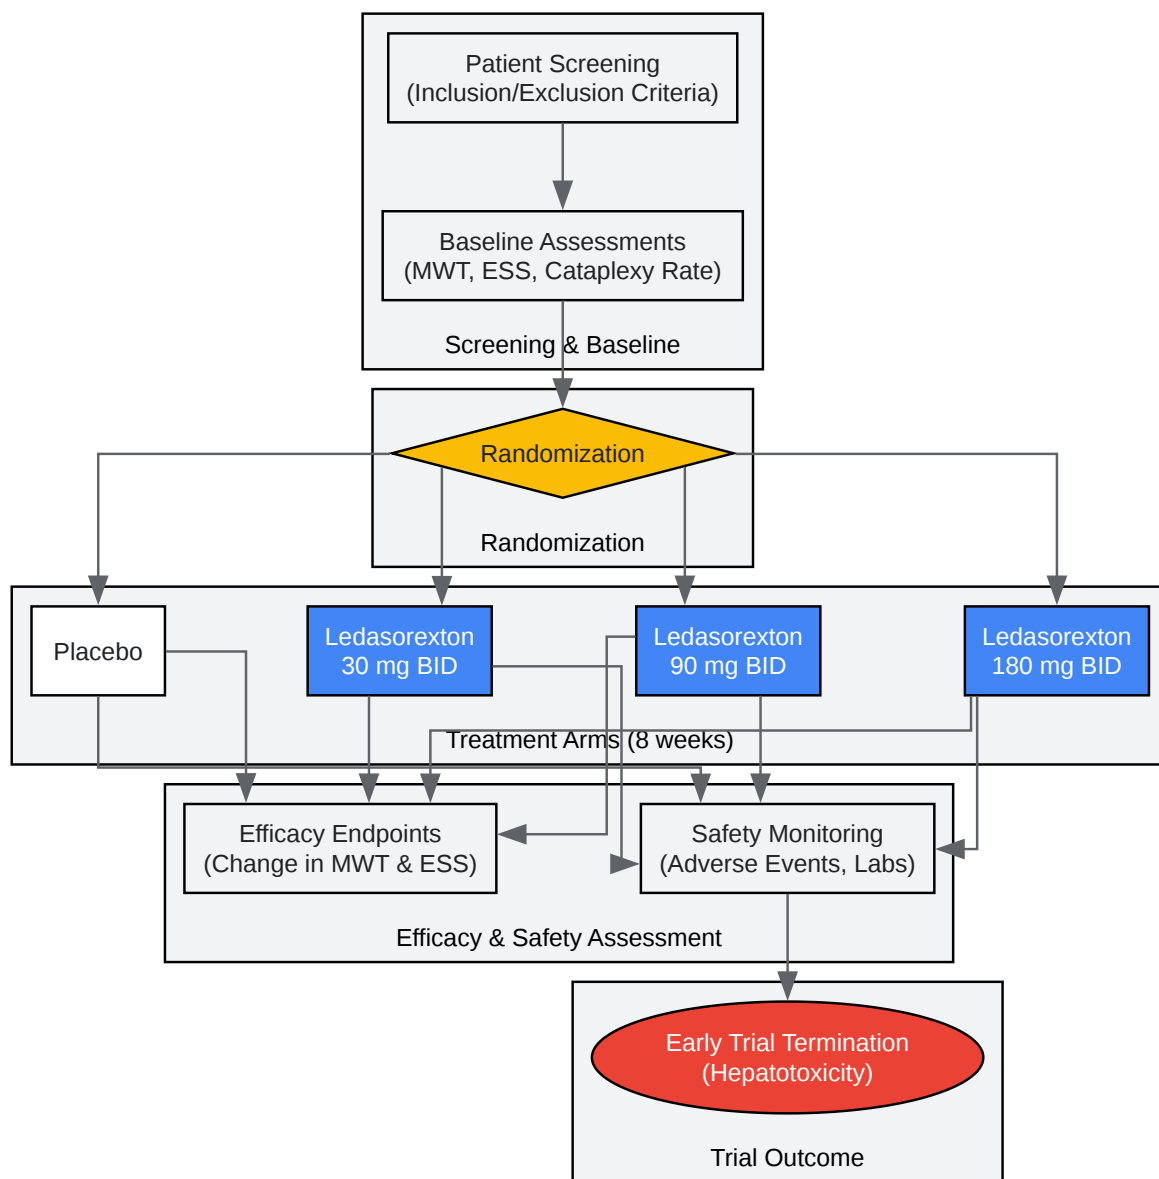 Patient Screening
(Inclusion/Exclusion Criteria)
Baseline Assessments
(MWT, ESS, Cataplexy Rate)
Screening & Baseline
Randomization
Randomization
Placebo
Ledasorexton
30 mg BID
Ledasorexton
90 mg BID
Ledasorexton
180 mg BID
Treatment Arms (8 weeks)
Efficacy Endpoints
(Change in MWT & ESS)
Safety Monitoring
(Adverse Events, Labs)
Efficacy & Safety Assessment
Early Trial Termination
(Hepatotoxicity)
Trial Outcome